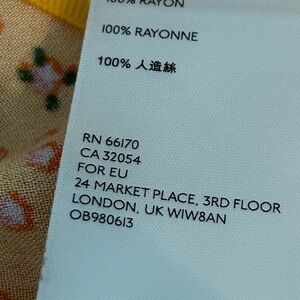 100% RAYON
100% RAYONNE
100% 人造絲
RN 66170
CA 32054
FOR EU
24 MARKET PLACE, 3RD FLOOR
LONDON, UK W1W8AN
OB980613